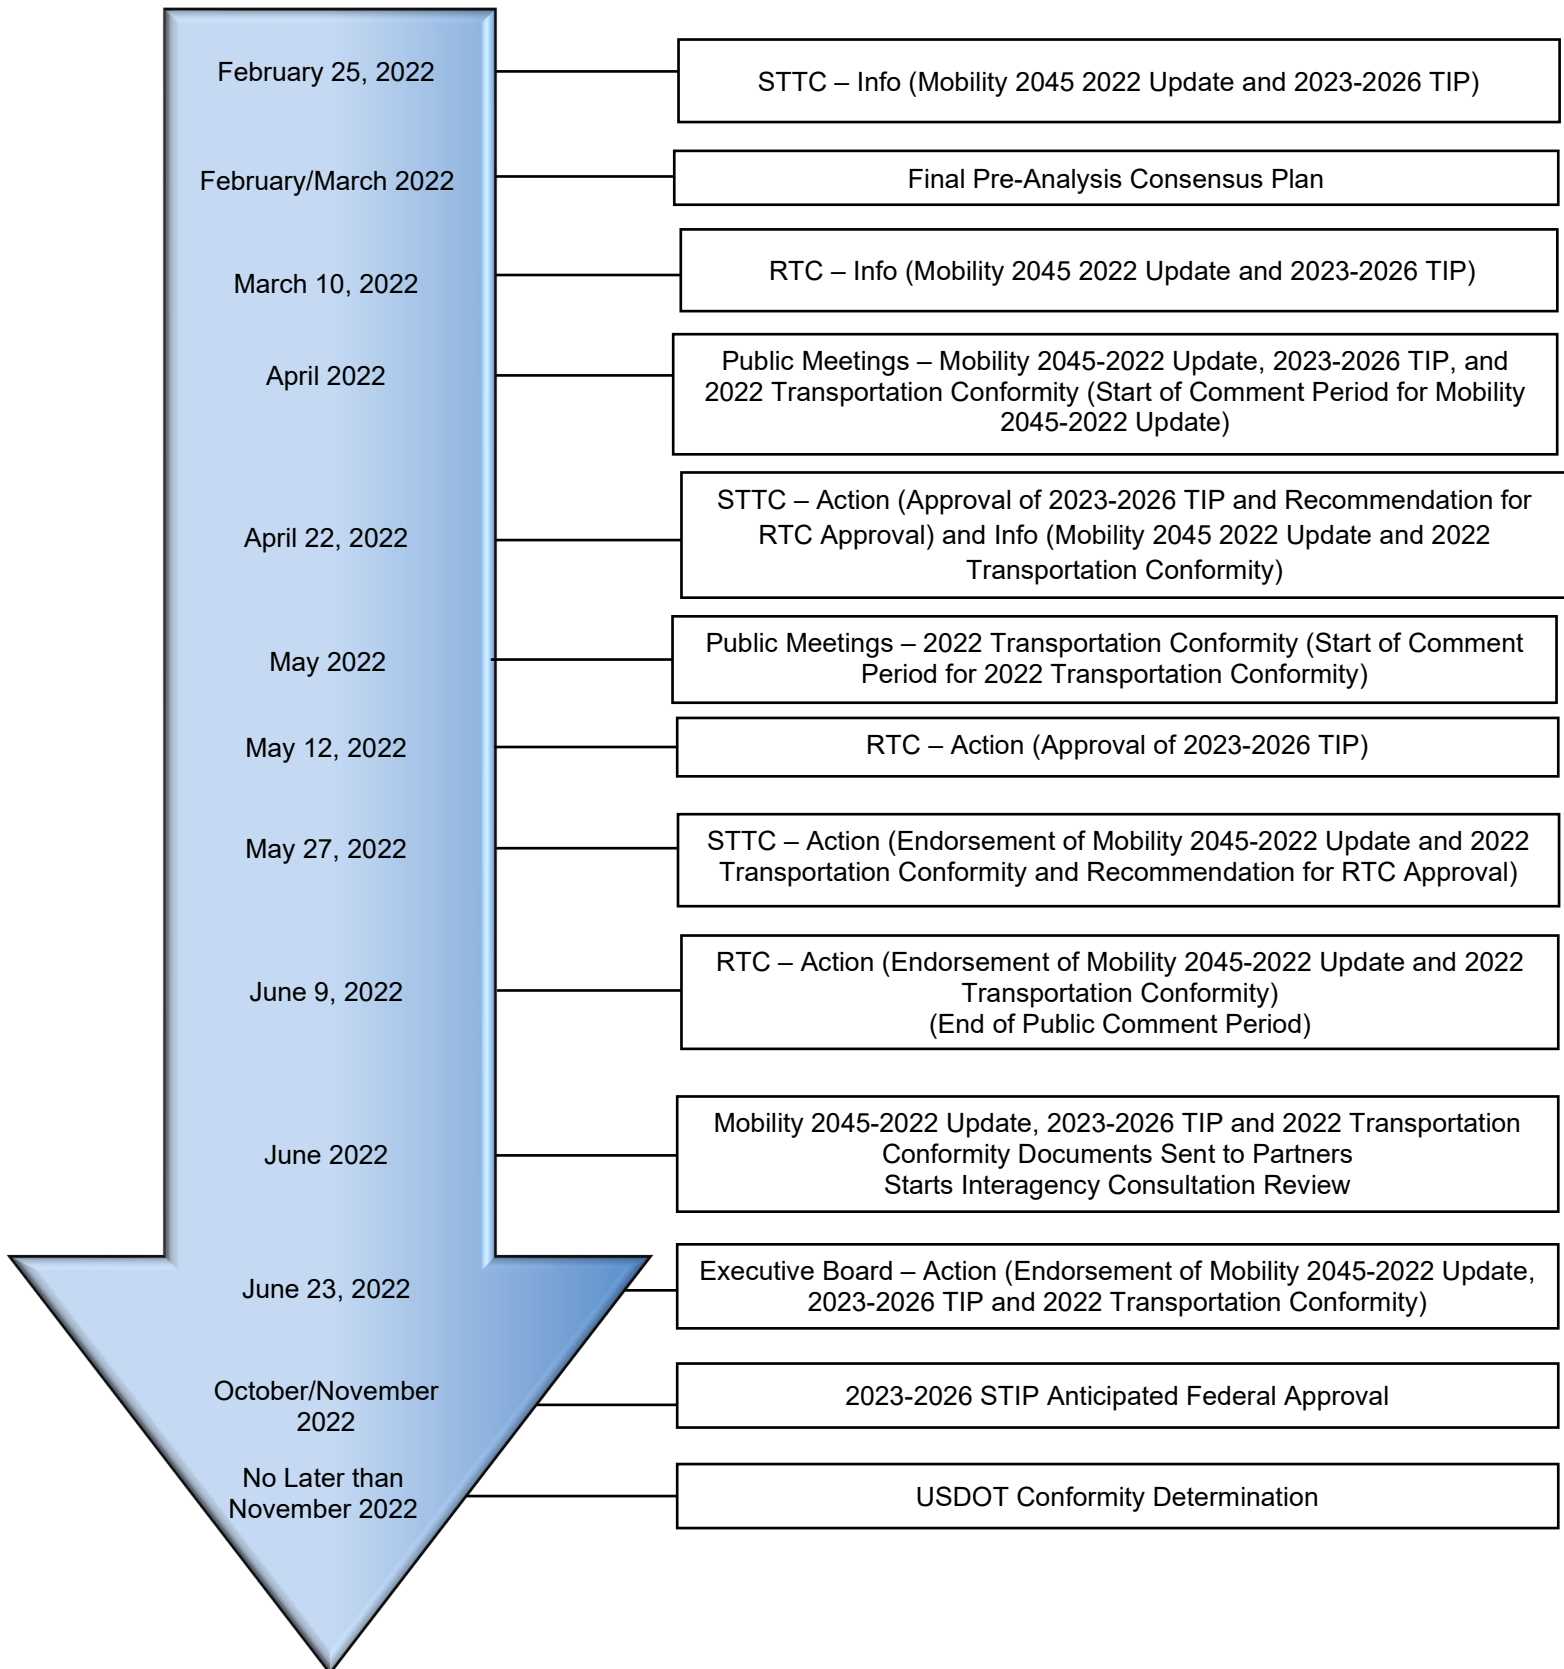 February 25, 2022
STTC – Info (Mobility 2045 2022 Update and 2023-2026 TIP)
February/March 2022
Final Pre-Analysis Consensus Plan
March 10, 2022
RTC – Info (Mobility 2045 2022 Update and 2023-2026 TIP)
April 2022
Public Meetings – Mobility 2045-2022 Update, 2023-2026 TIP, and
2022 Transportation Conformity (Start of Comment Period for Mobility
2045-2022 Update)
April 22, 2022
STTC – Action (Approval of 2023-2026 TIP and Recommendation for
RTC Approval) and Info (Mobility 2045 2022 Update and 2022
Transportation Conformity)
May 2022
Public Meetings – 2022 Transportation Conformity (Start of Comment
Period for 2022 Transportation Conformity)
May 12, 2022
RTC – Action (Approval of 2023-2026 TIP)
May 27, 2022
STTC – Action (Endorsement of Mobility 2045-2022 Update and 2022
Transportation Conformity and Recommendation for RTC Approval)
June 9, 2022
RTC – Action (Endorsement of Mobility 2045-2022 Update and 2022
Transportation Conformity)
(End of Public Comment Period)
June 2022
Mobility 2045-2022 Update, 2023-2026 TIP and 2022 Transportation
Conformity Documents Sent to Partners
Starts Interagency Consultation Review
June 23, 2022
Executive Board – Action (Endorsement of Mobility 2045-2022 Update,
2023-2026 TIP and 2022 Transportation Conformity)
October/November
2022
2023-2026 STIP Anticipated Federal Approval
No Later than
November 2022
USDOT Conformity Determination